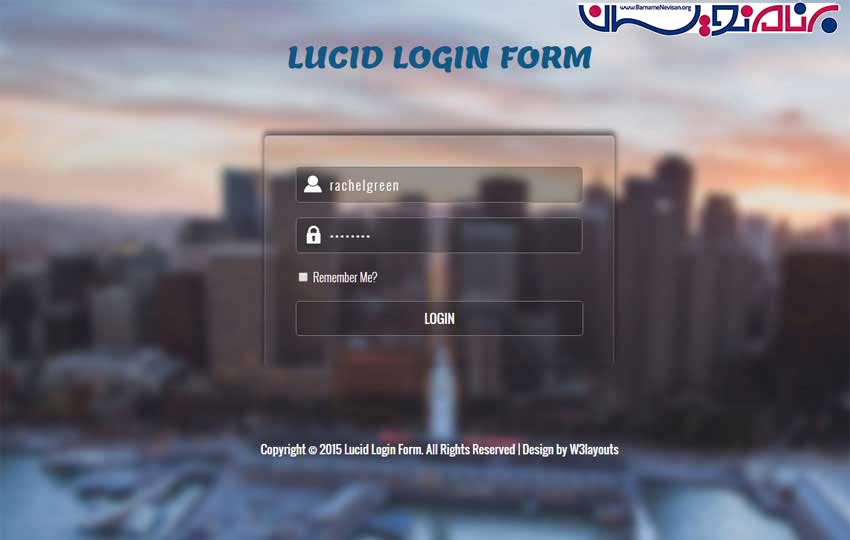 www.BarnameNevisan.org
برنامه نویسان
LUCID LOGIN FORM
rachelgreen
••••••••
Remember Me?
LOGIN
Copyright © 2015 Lucid Login Form. All Rights Reserved | Design by W3layouts